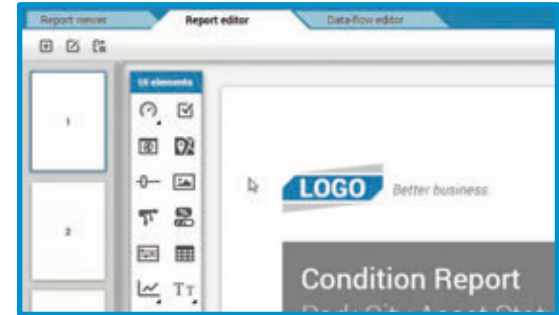 Report viewer Report editor Data-flow editor
UI elements
1
2
LOGO Better business.
Condition Report